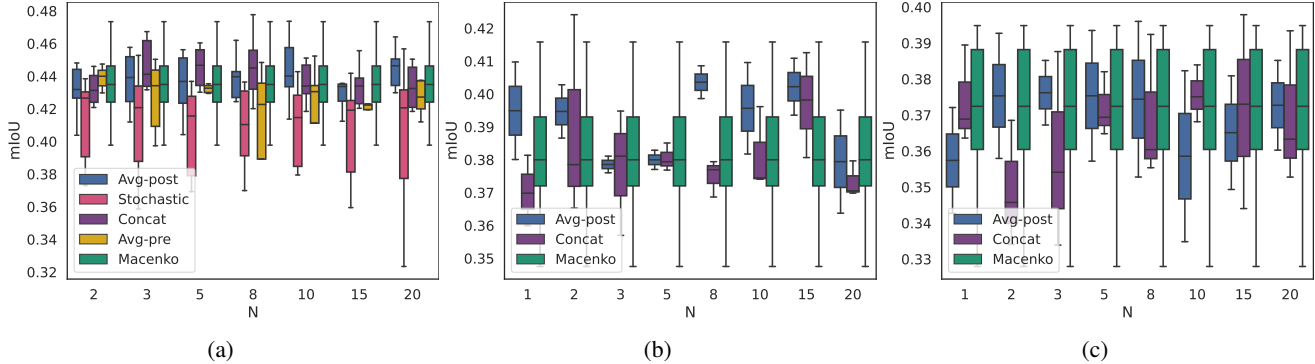 0.48
0.46
0.44
0.42
0.40
0.38
0.36
0.34
0.32
mIoU
Avg-post
Stochastic
Concat
Avg-pre
Macenko
2 3 5 8 10 15 20
N
(a)
0.42
0.41
0.40
0.39
0.38
0.37
0.36
0.35
mIoU
Avg-post
Concat
Macenko
1 2 3 5 8 10 15 20
N
(b)
0.40
0.39
0.38
0.37
0.36
0.35
0.34
0.33
mIoU
Avg-post
Concat
Macenko
1 2 3 5 8 10 15 20
N
(c)